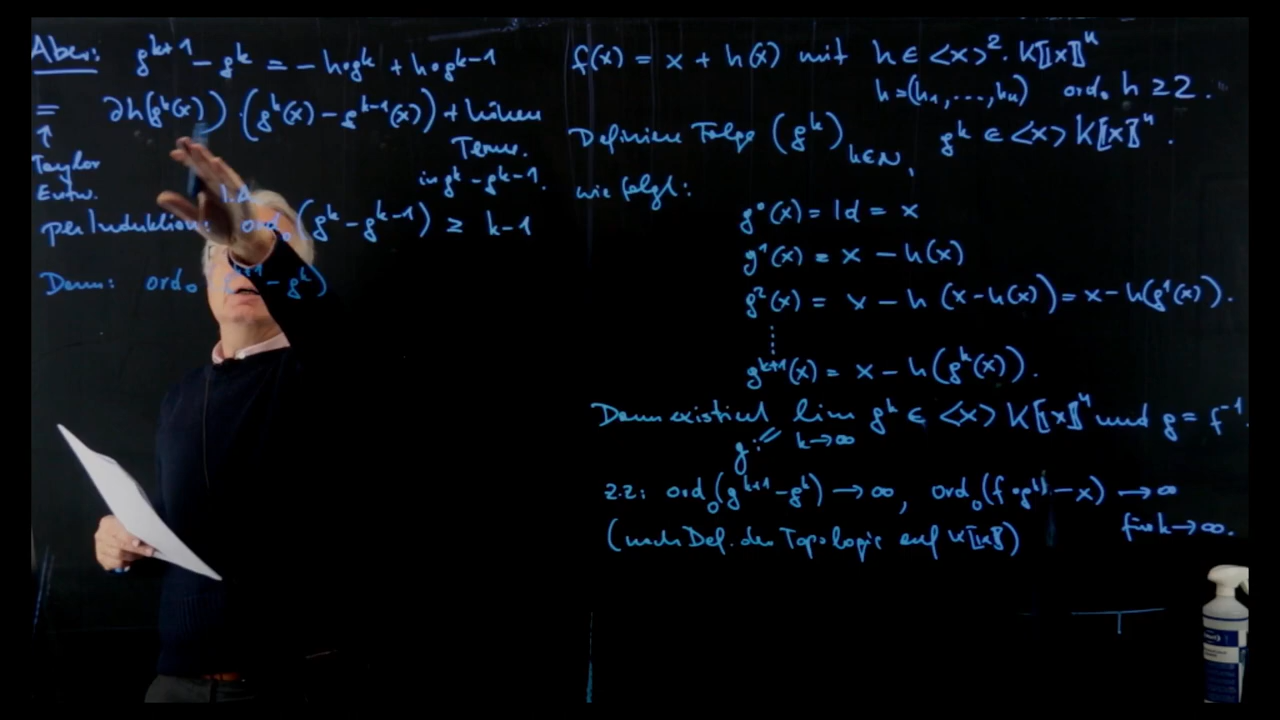 Aber: g^{k+1} - g^k = - h∘g^k + h∘g^{k-1}
= ∂h(g^k(x)) · (g^k(x) - g^{k-1}(x)) + höhere
↑ Terme.
Taylor in g^k - g^{k-1}.
Entw. I.A.
per Induktion: ord_0(g^k - g^{k-1}) ≥ k-1
Dann: ord_0 - g^k)
f(x) = x + h(x) mit h ∈ <x>^2 · K[[x]]^n
h = (h_1, ..., h_n) ord_0 h ≥ 2.
Definiere Folge (g^k)_{k∈N}, g^k ∈ <x> K[[x]]^n.
wie folgt:
g^0(x) = Id = x
g^1(x) = x - h(x)
g^2(x) = x - h(x - h(x)) = x - h(g^1(x)).
⋮
g^{k+1}(x) = x - h(g^k(x)).
Dann existiert lim_{k→∞} g^k ∈ <x> K[[x]]^n und g = f^{-1}.
g :=
z.z: ord_0(g^{k+1} - g^k) → ∞, ord_0(f∘g^k - x) → ∞
(nach Def. der Topologie auf K[[x]]) für k → ∞.